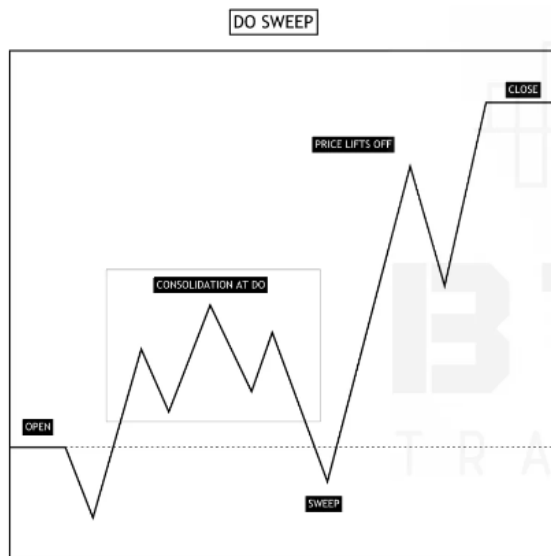 DO SWEEP
CLOSE
PRICE LIFTS OFF
CONSOLIDATION AT DO
OPEN
SWEEP
T R A